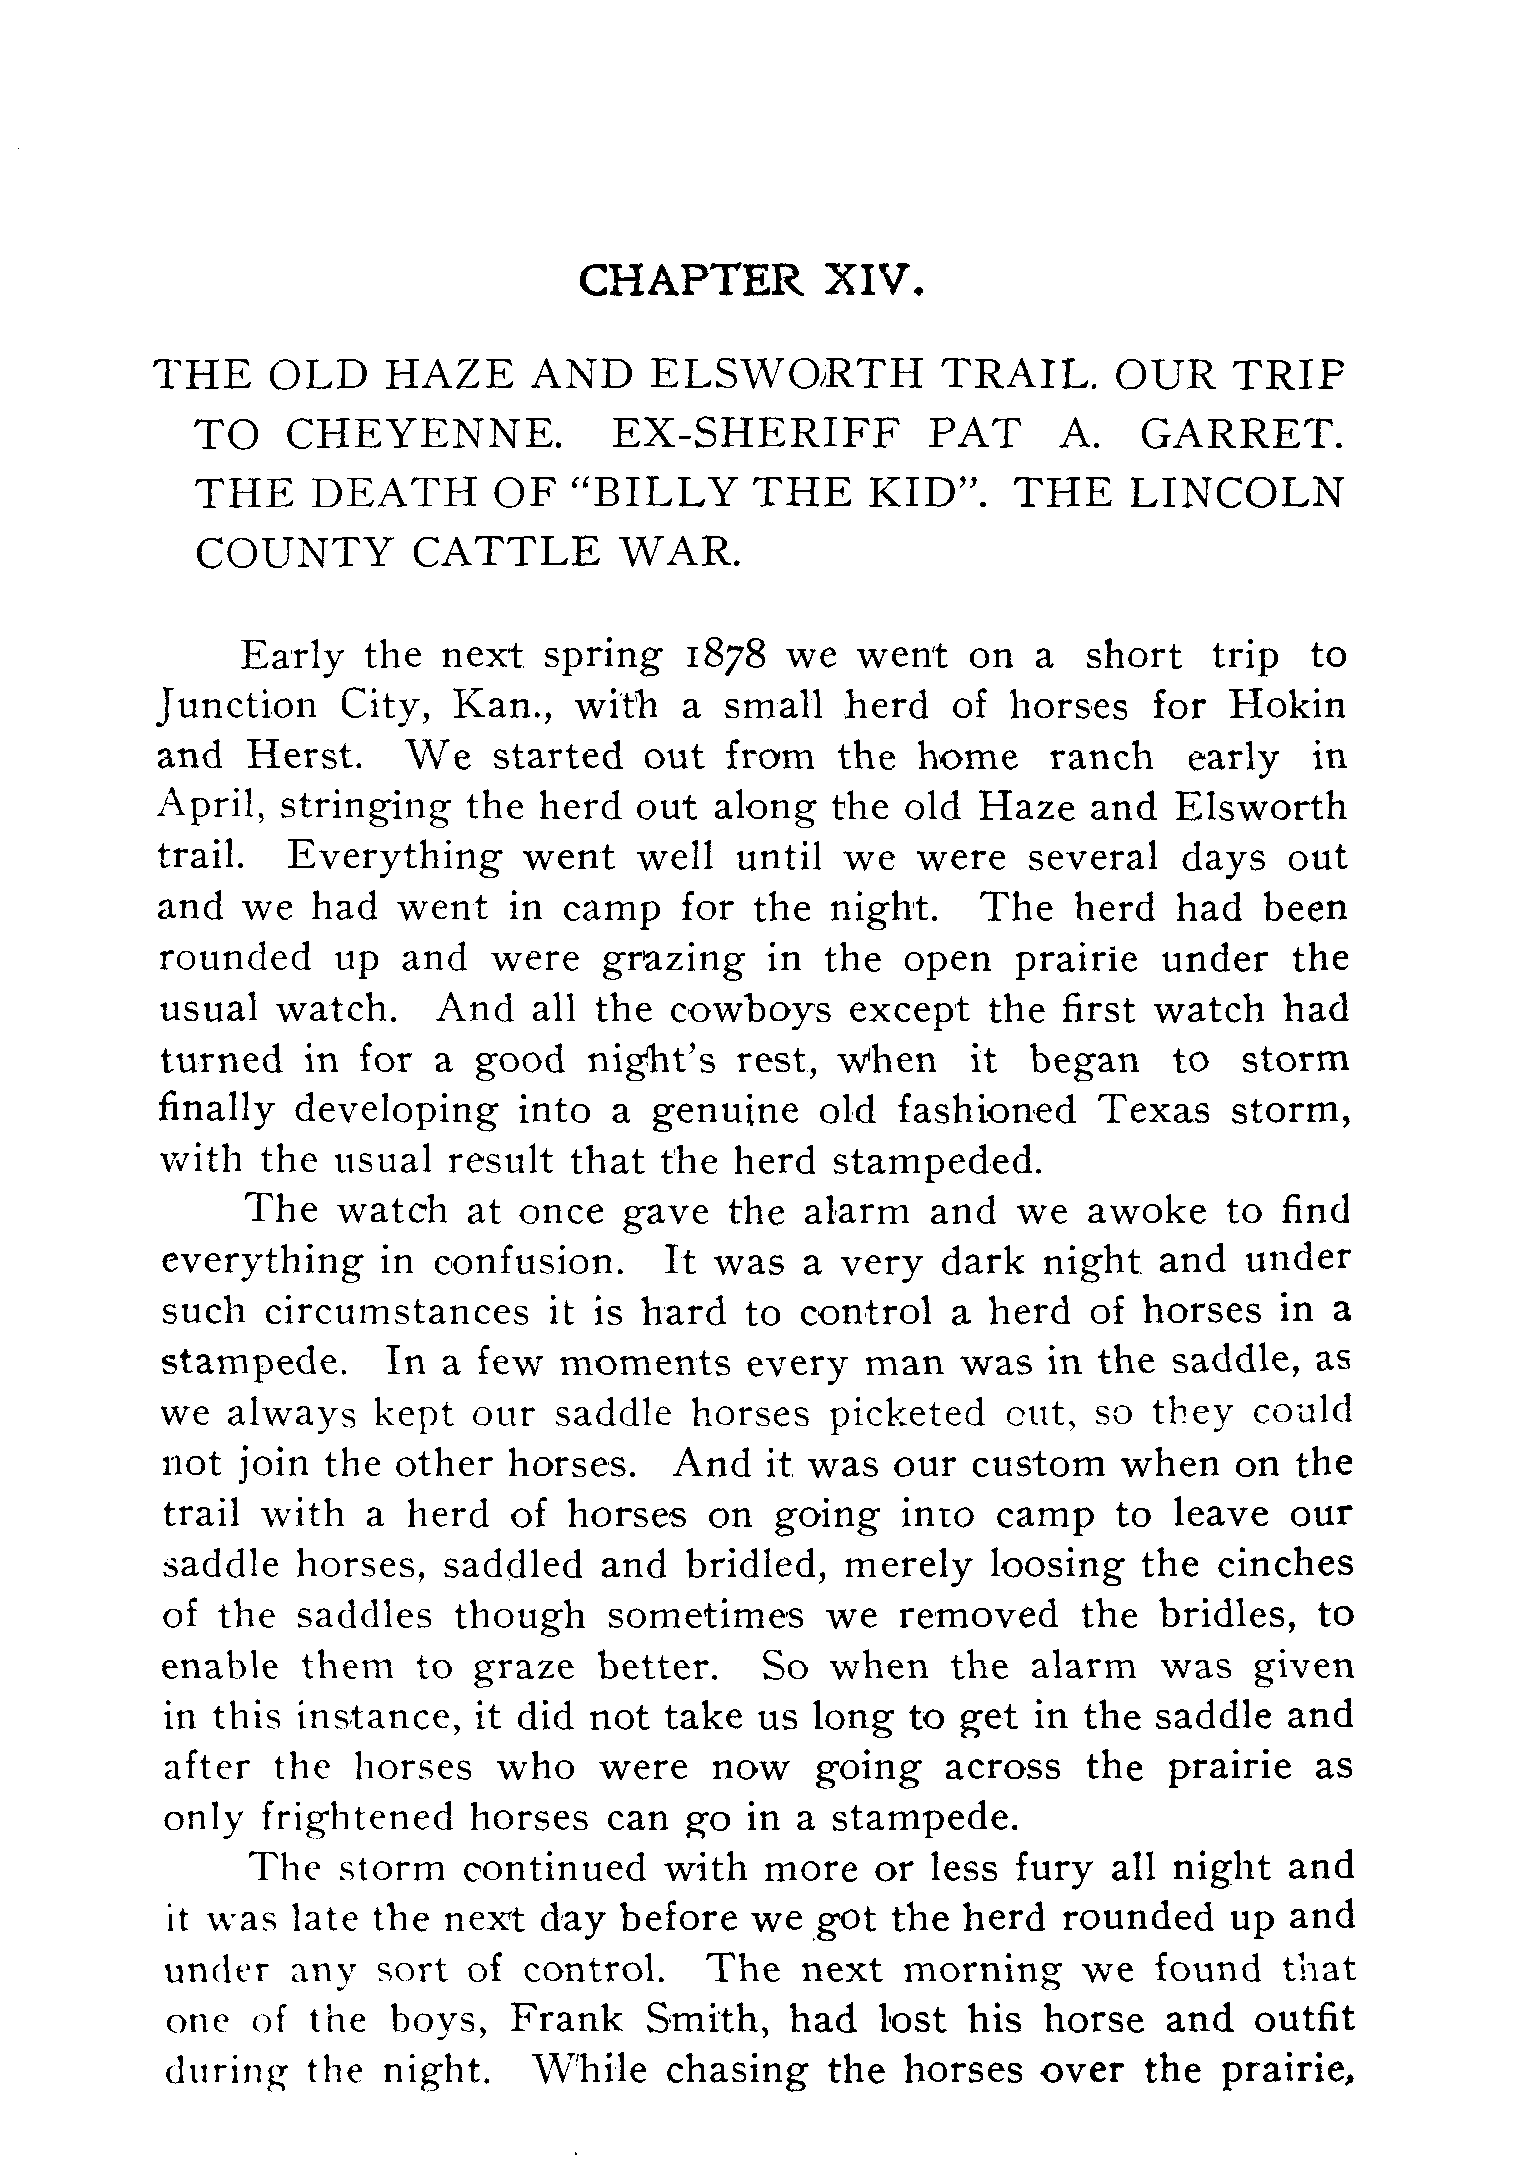 CHAPTER XIV.
THE OLD HAZE AND ELSWORTH TRAIL. OUR TRIP
TO CHEYENNE. EX-SHERIFF PAT A. GARRET.
THE DEATH OF "BILLY THE KID". THE LINCOLN
COUNTY CATTLE WAR.
Early the next spring 1878 we went on a short trip to
Junction City, Kan., with a small herd of horses for Hokin
and Herst. We started out from the home ranch early in
April, stringing the herd out along the old Haze and Elsworth
trail. Everything went well until we were several days out
and we had went in camp for the night. The herd had been
rounded up and were grazing in the open prairie under the
usual watch. And all the cowboys except the first watch had
turned in for a good night's rest, when it began to storm
finally developing into a genuine old fashioned Texas storm,
with the usual result that the herd stampeded.
The watch at once gave the alarm and we awoke to find
everything in confusion. It was a very dark night and under
such circumstances it is hard to control a herd of horses in a
stampede. In a few moments every man was in the saddle, as
we always kept our saddle horses picketed out, so they could
not join the other horses. And it was our custom when on the
trail with a herd of horses on going into camp to leave our
saddle horses, saddled and bridled, merely loosing the cinches
of the saddles though sometimes we removed the bridles, to
enable them to graze better. So when the alarm was given
in this instance, it did not take us long to get in the saddle and
after the horses who were now going across the prairie as
only frightened horses can go in a stampede.
The storm continued with more or less fury all night and
it was late the next day before we got the herd rounded up and
under any sort of control. The next morning we found that
one of the boys, Frank Smith, had lost his horse and outfit
during the night. While chasing the horses over the prairie,